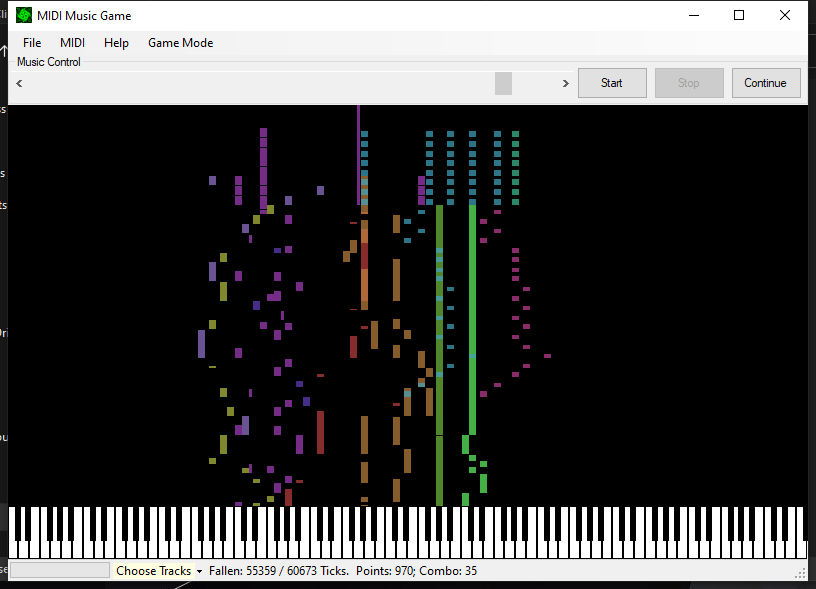 MIDI Music Game
File MIDI Help Game Mode
Music Control
Start Stop Continue
Choose Tracks Fallen: 55359 / 60673 Ticks. Points: 970; Combo: 35